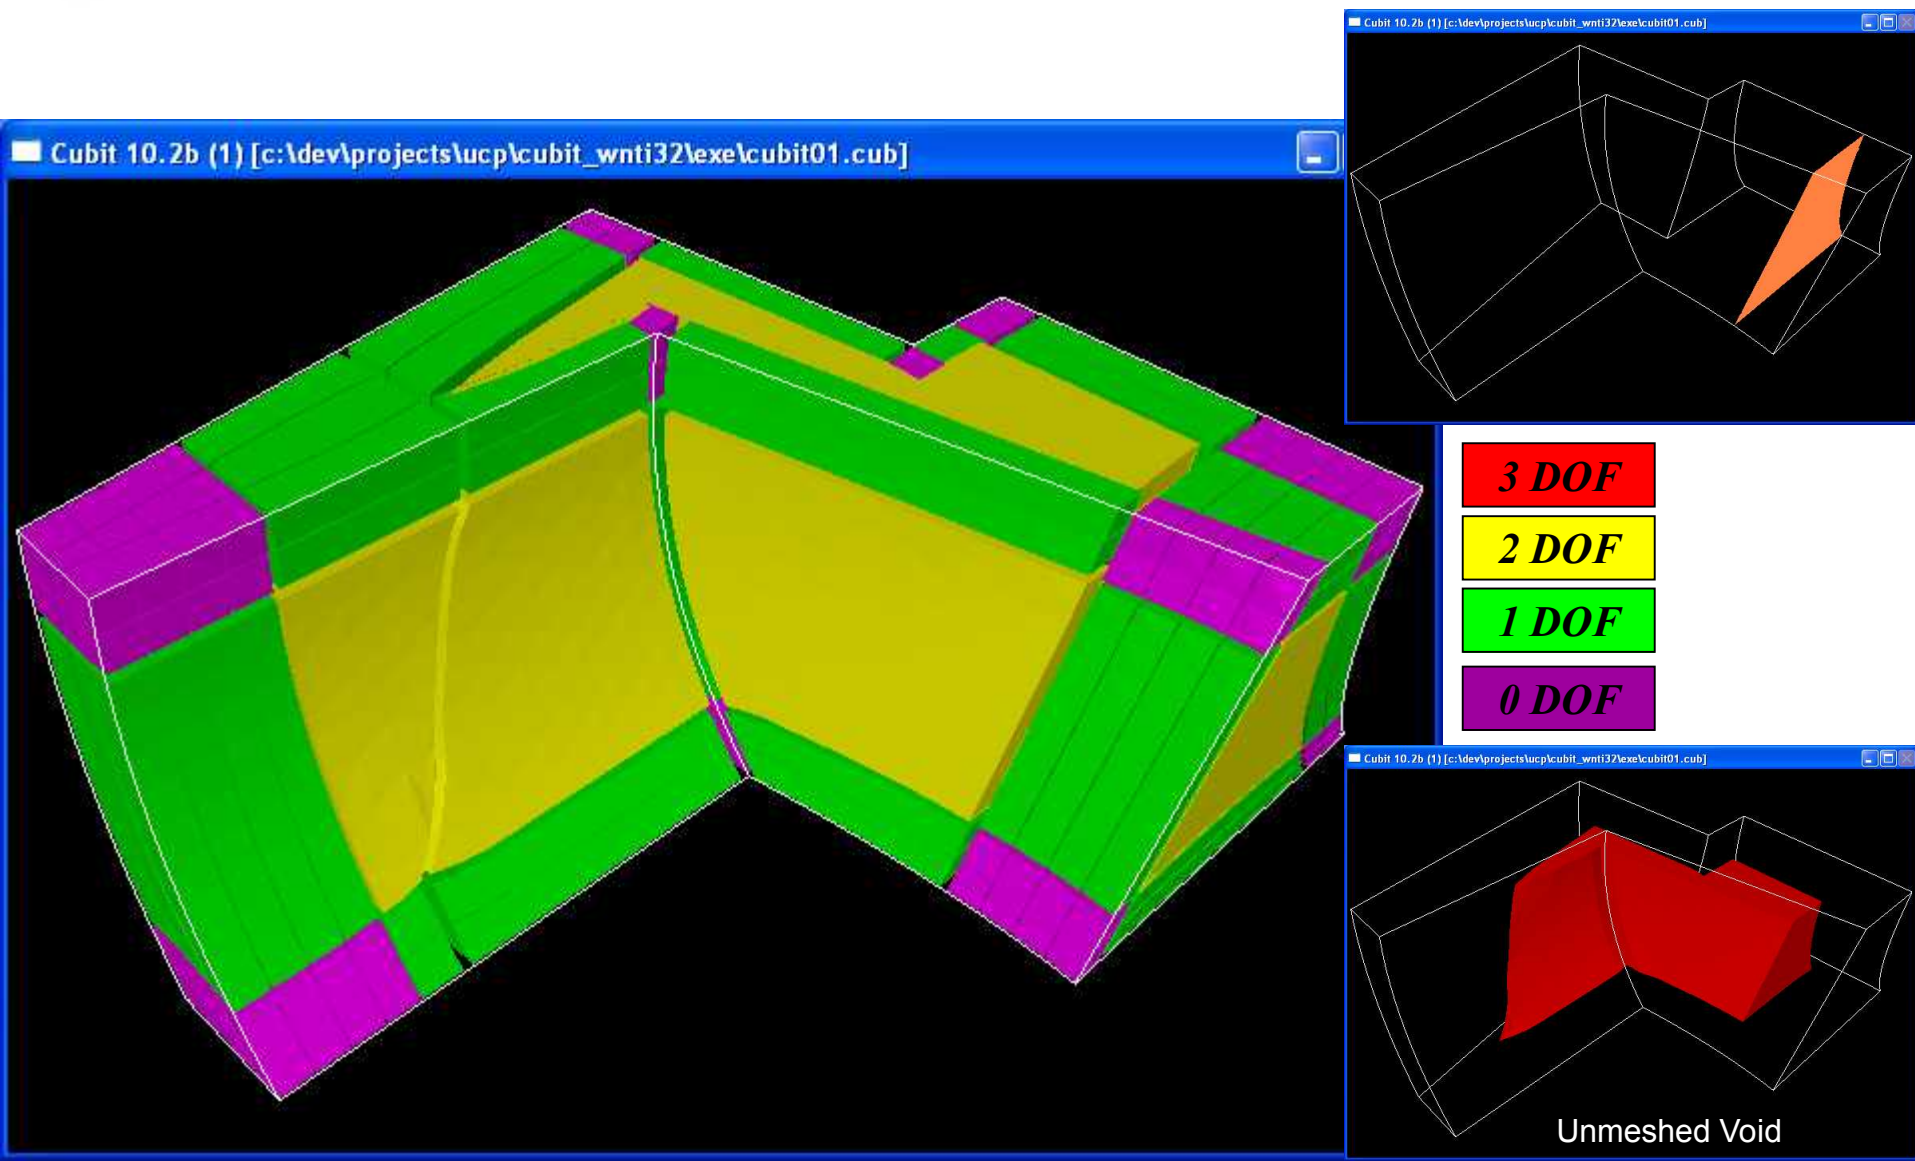 Cubit 10.2b (1) [c:\dev\projects\ucp\cubit_wnti32\exe\cubit01.cub]
Cubit 10.2b (1) [c:\dev\projects\ucp\cubit_wnti32\exe\cubit01.cub]
3 DOF
2 DOF
1 DOF
0 DOF
Cubit 10.2b (1) [c:\dev\projects\ucp\cubit_wnti32\exe\cubit01.cub]
Unmeshed Void